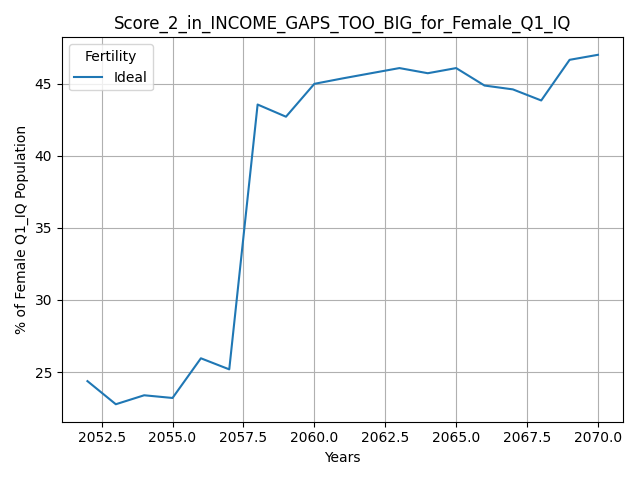 Score_2_in_INCOME_GAPS_TOO_BIG_for_Female_Q1_IQ
Fertility
Ideal
% of Female Q1_IQ Population
45
40
35
30
25
2052.5 2055.0 2057.5 2060.0 2062.5 2065.0 2067.5 2070.0
Years